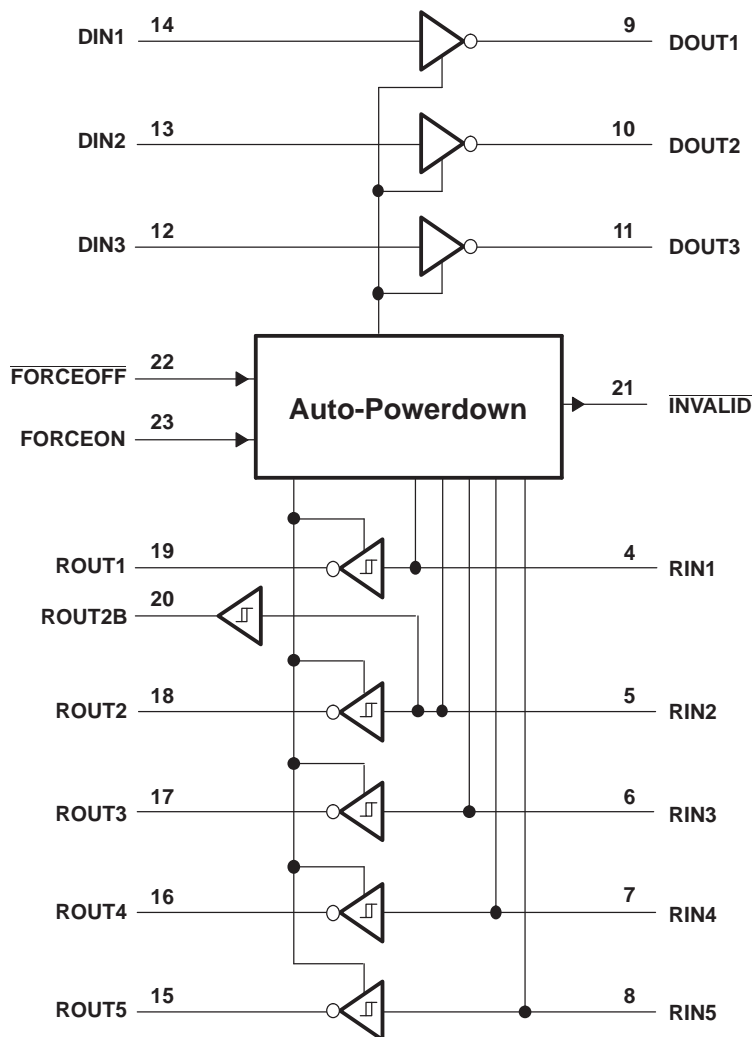 DIN1 14 9 DOUT1
DIN2 13 10 DOUT2
DIN3 12 11 DOUT3
FORCEOFF 22
Auto-Powerdown
21 INVALID
FORCEON 23
ROUT1 19 4 RIN1
ROUT2B 20
ROUT2 18 5 RIN2
ROUT3 17 6 RIN3
ROUT4 16 7 RIN4
ROUT5 15 8 RIN5